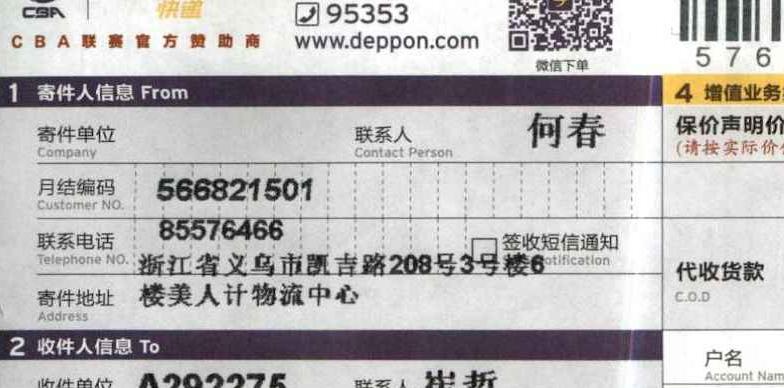 CBA
快递
95353
CBA联赛官方赞助商
www.deppon.com
微信下单
576
1 寄件人信息 From
4 增值业务
寄件单位
Company
联系人
Contact Person
何春
保价声明价
(请按实际价
月结编码
Customer NO.
566821501
85576466
联系电话
Telephone NO.
签收短信通知
Notification
浙江省义乌市凯吉路208号3号楼6
楼美人计物流中心
寄件地址
Address
代收货款
C.O.D
2 收件人信息 To
户名
Account Nam
收件单位
A292275
联系人
崔哲